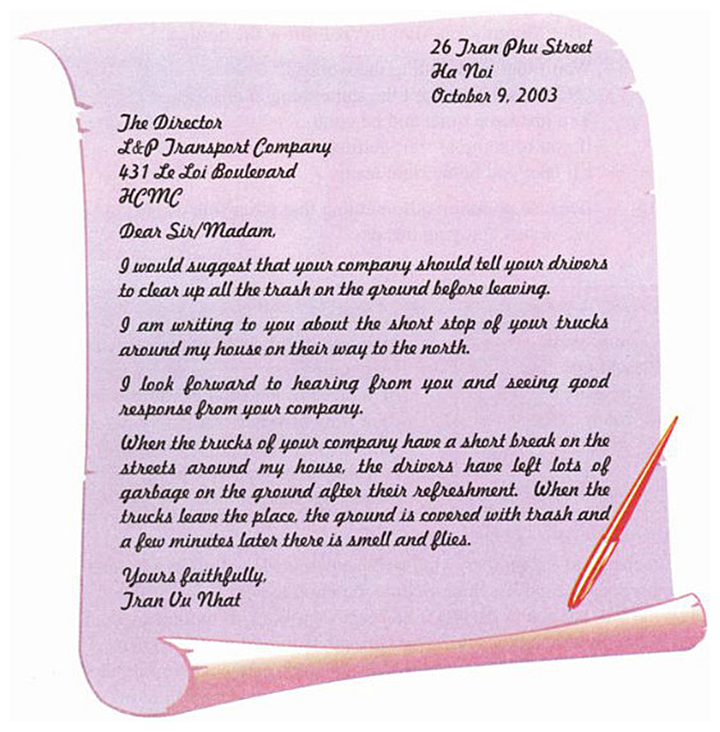 26 Tran Phu Street
Ha Noi
October 9, 2003
The Director
L&P Transport Company
431 Le Loi Boulevard
HCMC
Dear Sir/Madam,
I would suggest that your company should tell your drivers
to clear up all the trash on the ground before leaving.
I am writing to you about the short stop of your trucks
around my house on their way to the north.
I look forward to hearing from you and seeing good
response from your company.
When the trucks of your company have a short break on the
streets around my house, the drivers have left lots of
garbage on the ground after their refreshment. When the
trucks leave the place, the ground is covered with trash and
a few minutes later there is smell and flies.
Yours faithfully,
Tran Vu Nhat